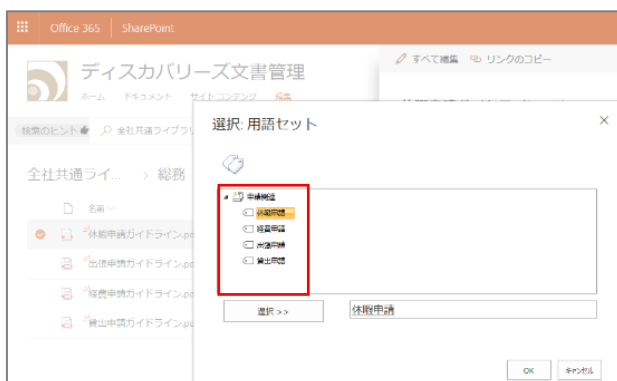 Office 365 SharePoint
ディスカバリーズ文書管理
ホーム ドキュメント サイト コンテンツ 編集
すべて編集 リンクのコピー
検索のヒント 全社共通ライブラリ
選択: 用語セット
全社共通ライ... > 総務
名前
休暇申請ガイドライン.pd
出張申請ガイドライン.pd
経費申請ガイドライン.pd
貸出申請ガイドライン.pd
申請関連
休暇申請
経費申請
出張申請
貸出申請
選択 >>
休暇申請
OK キャンセル